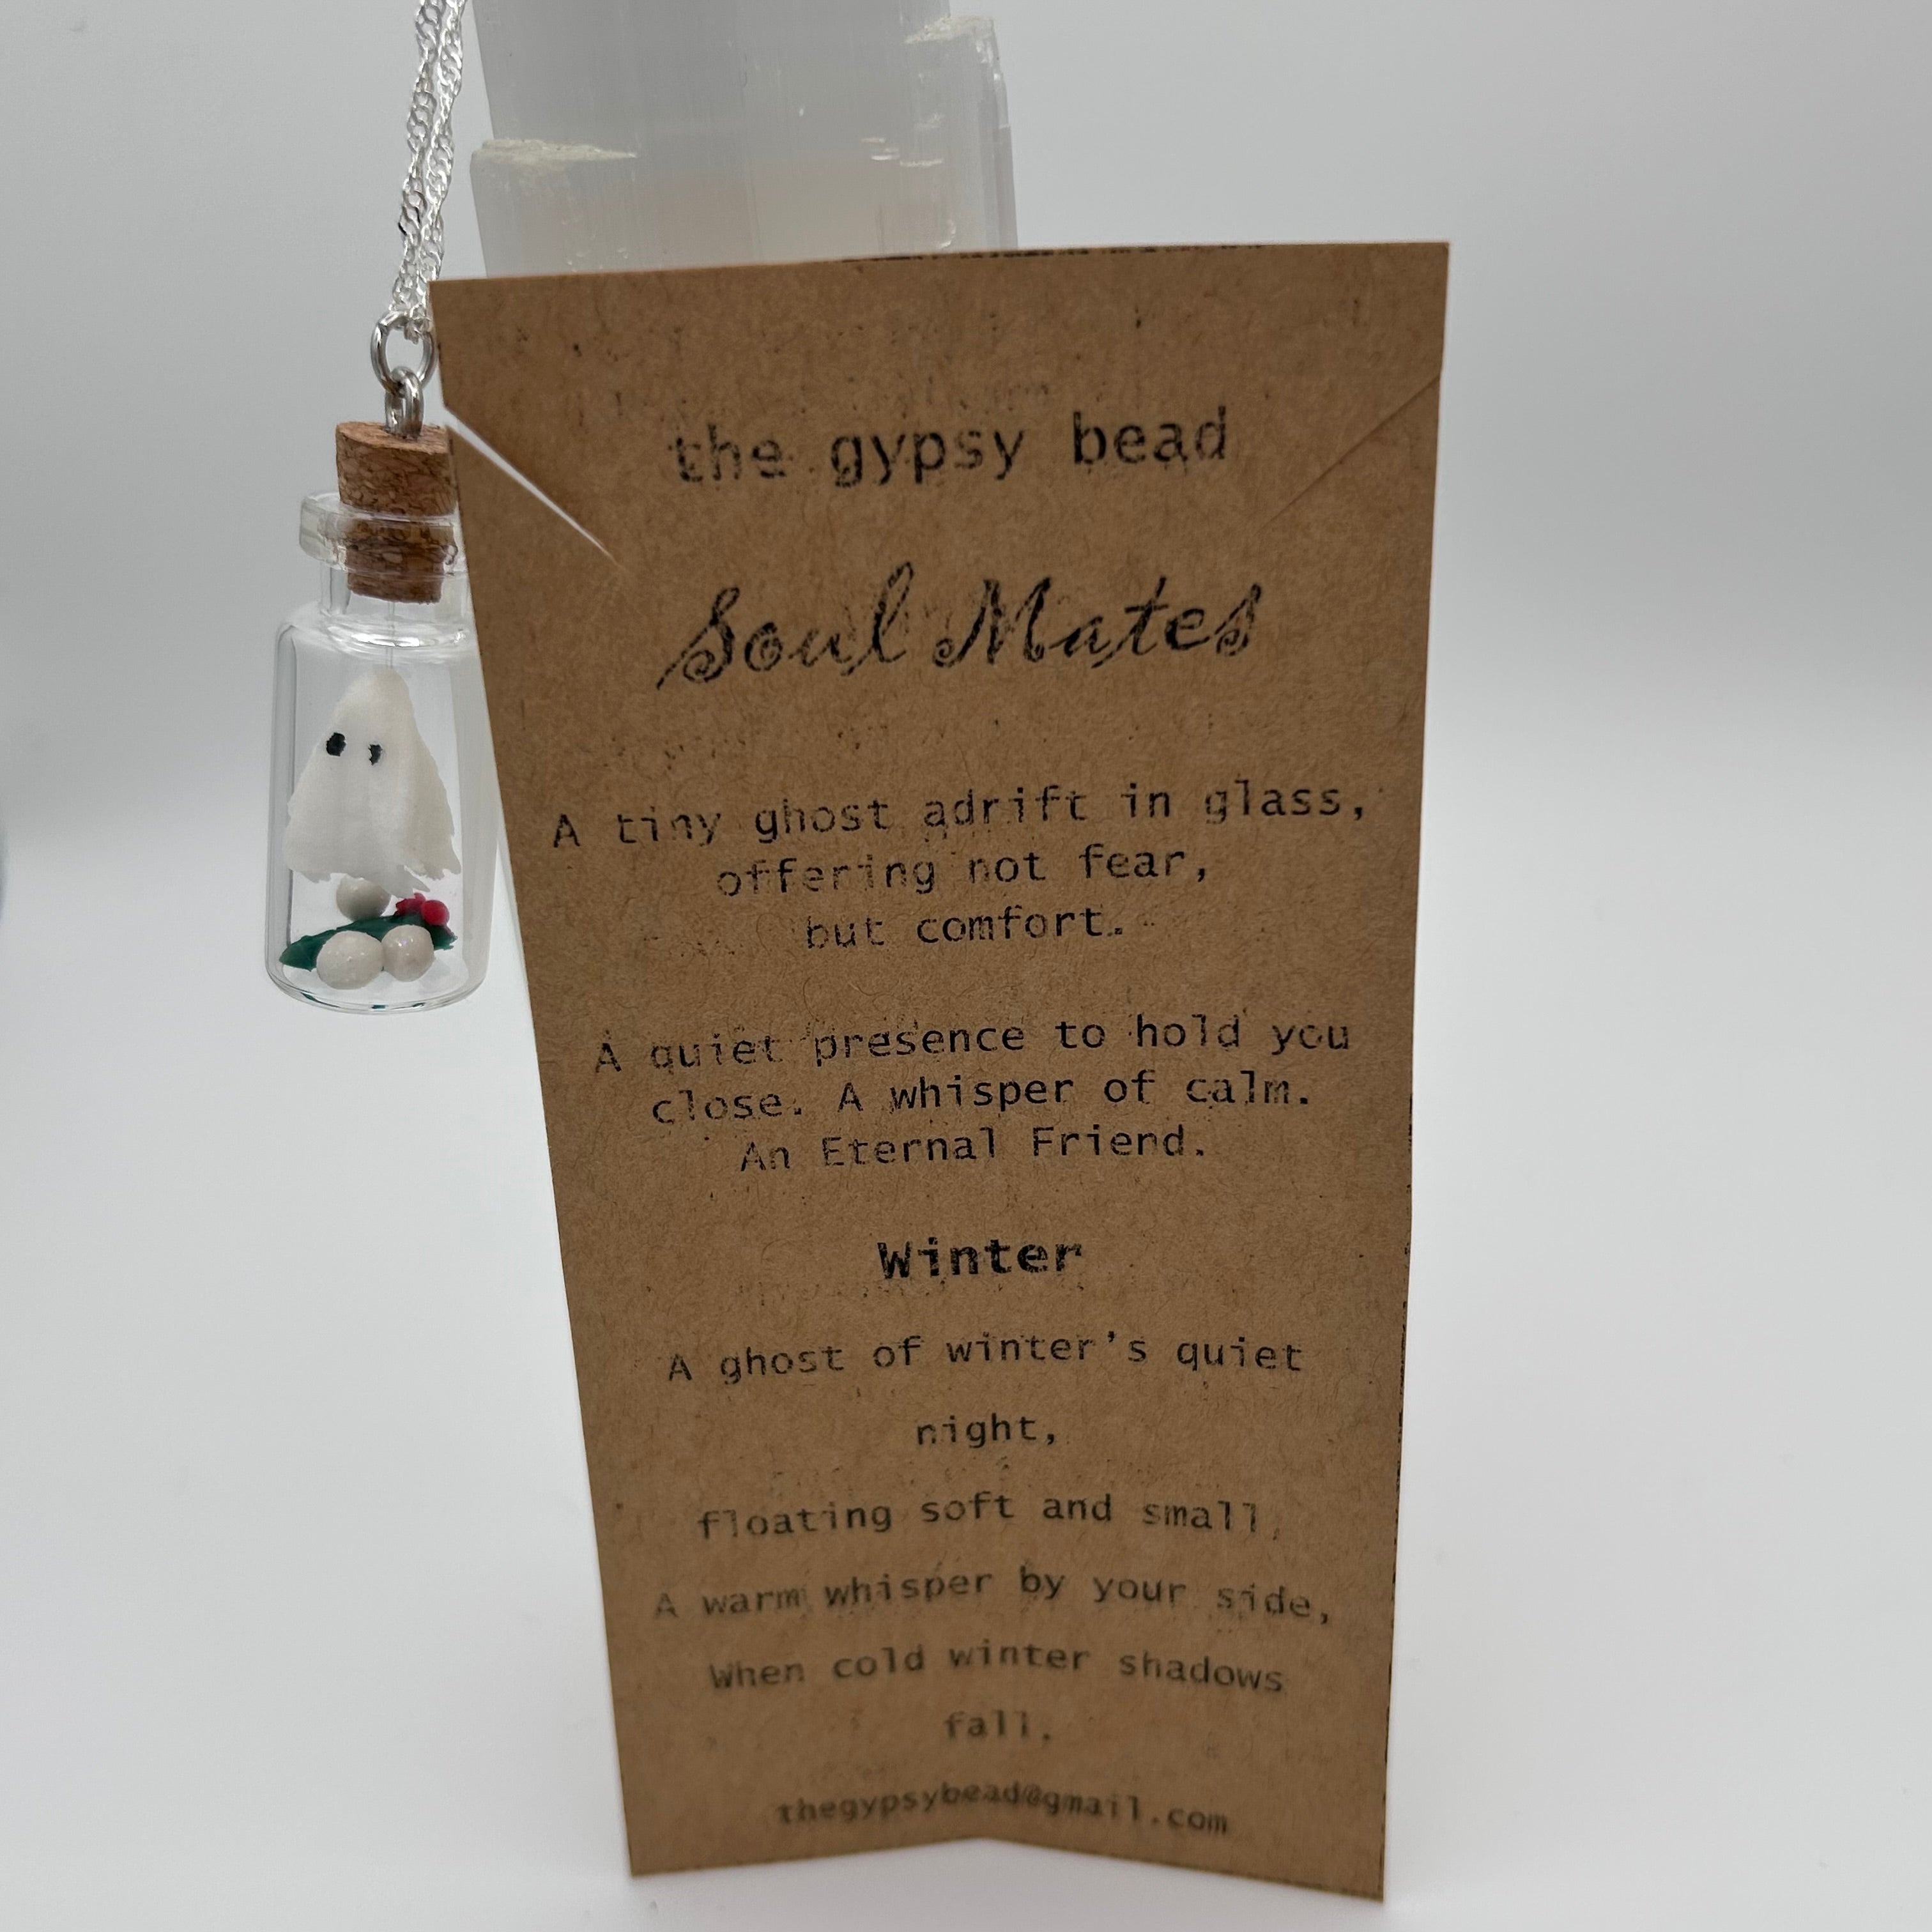 the gypsy bead
Soul Mates
A tiny ghost adrift in glass,
offering not fear,
but comfort.
A quiet presence to hold you
close. A whisper of calm.
An Eternal Friend.
Winter
A ghost of winter's quiet
night,
floating soft and small,
A warm whisper by your side,
When cold winter shadows
fall.
thegypsybead@gmail.com